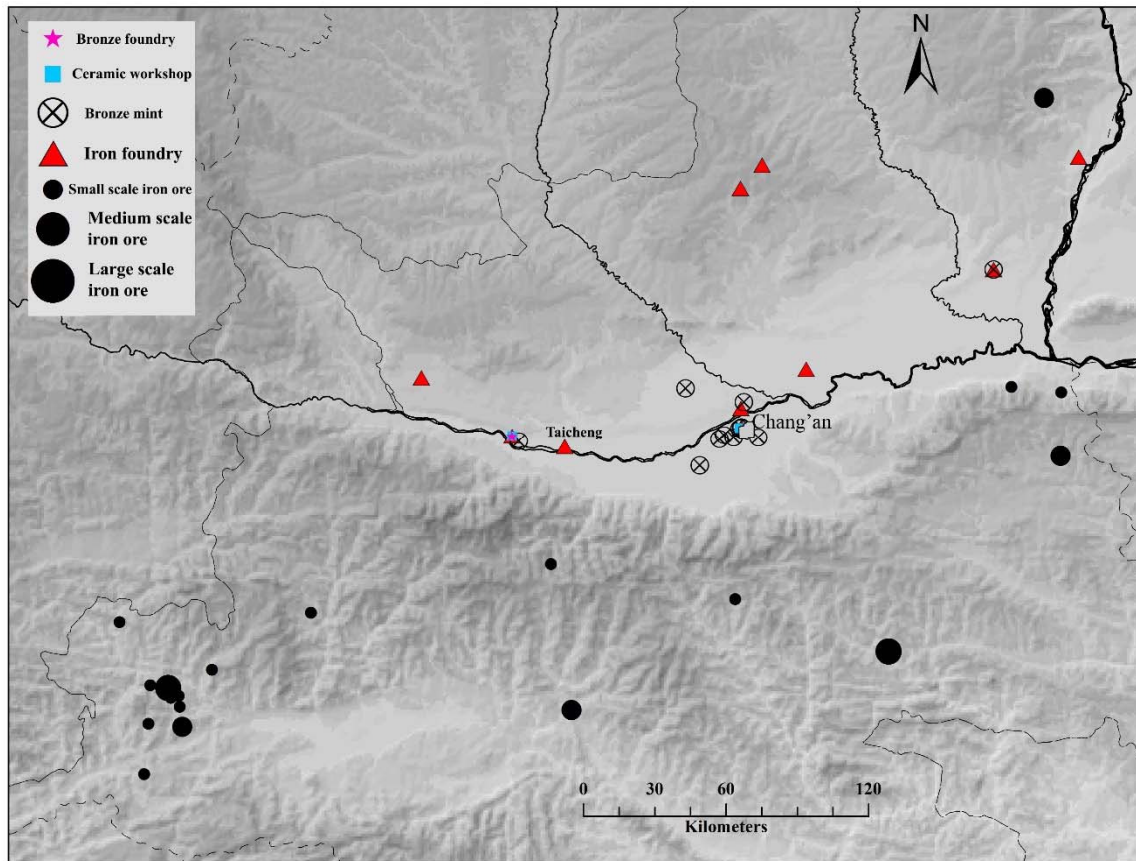 Bronze foundry
Ceramic workshop
Bronze mint
Iron foundry
Small scale iron ore
Medium scale
iron ore
Large scale
iron ore
N
Taicheng
Chang'an
0 30 60 120
Kilometers